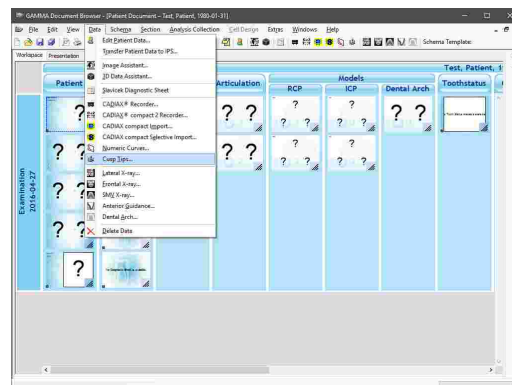 GAMMA Document Browser - [Patient Document - Test, Patient, 1980-01-31]
File Edit View Data Schema Section Analysis Collection Cell Design Extras Windows Help
Schema Template:
Workspace Presentation
Edit Patient Data...
Transfer Patient Data to IPS...
Image Assistant...
3D Data Assistant...
Slavicek Diagnostic Sheet
CADIAX® Recorder...
CADIAX® compact 2 Recorder...
CADIAX compact Import...
CADIAX compact Selective Import...
Numeric Curves...
Cusp Tips...
Lateral X-ray...
Frontal X-ray...
SMV X-ray...
Anterior Guidance...
Dental Arch...
Delete Data
Test, Patient, 1
Patient
Articulation
Models
RCP
ICP
Dental Arch
Toothstatus
Examination
2016-04-27
? ? ? ? ? ? ? ?
? ? ? ?
? ? ? ? ? ? ? ?
? ? ? ?
? ?
? ?
?